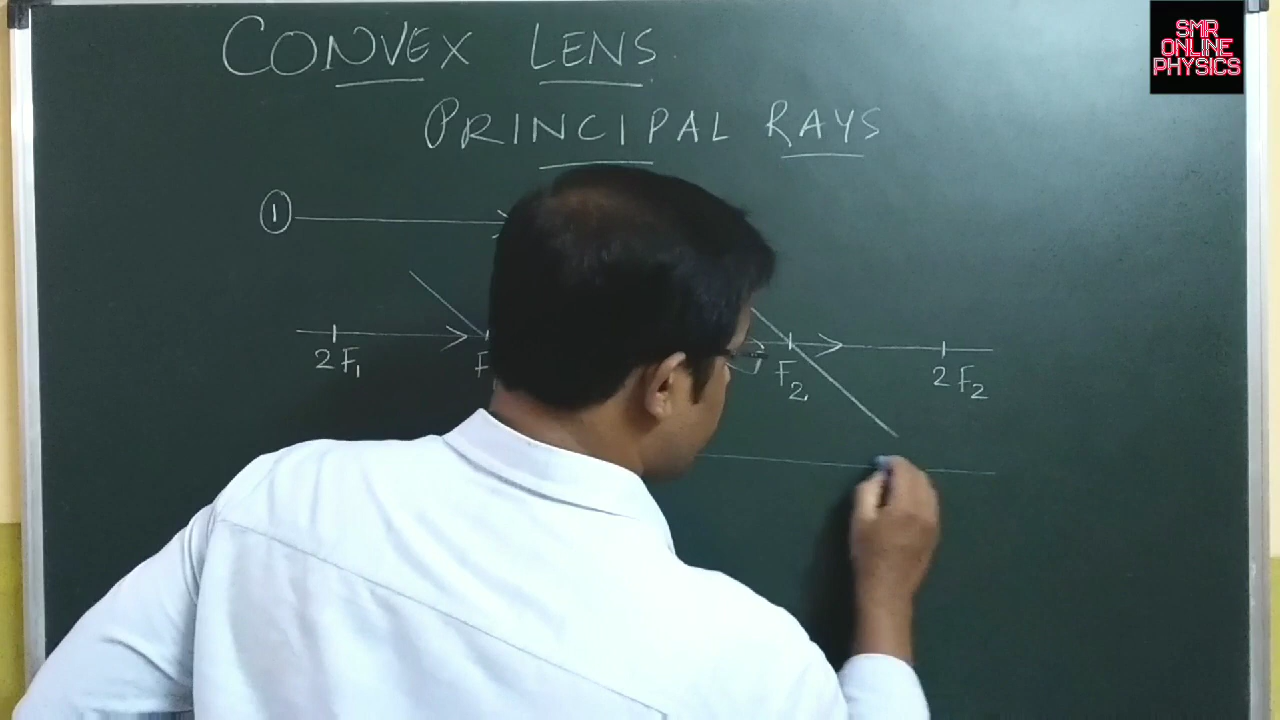 CONVEX LENS
PRINCIPAL RAYS
1
2F₁ F F₂ 2F₂
SMR
ONLINE
PHYSICS